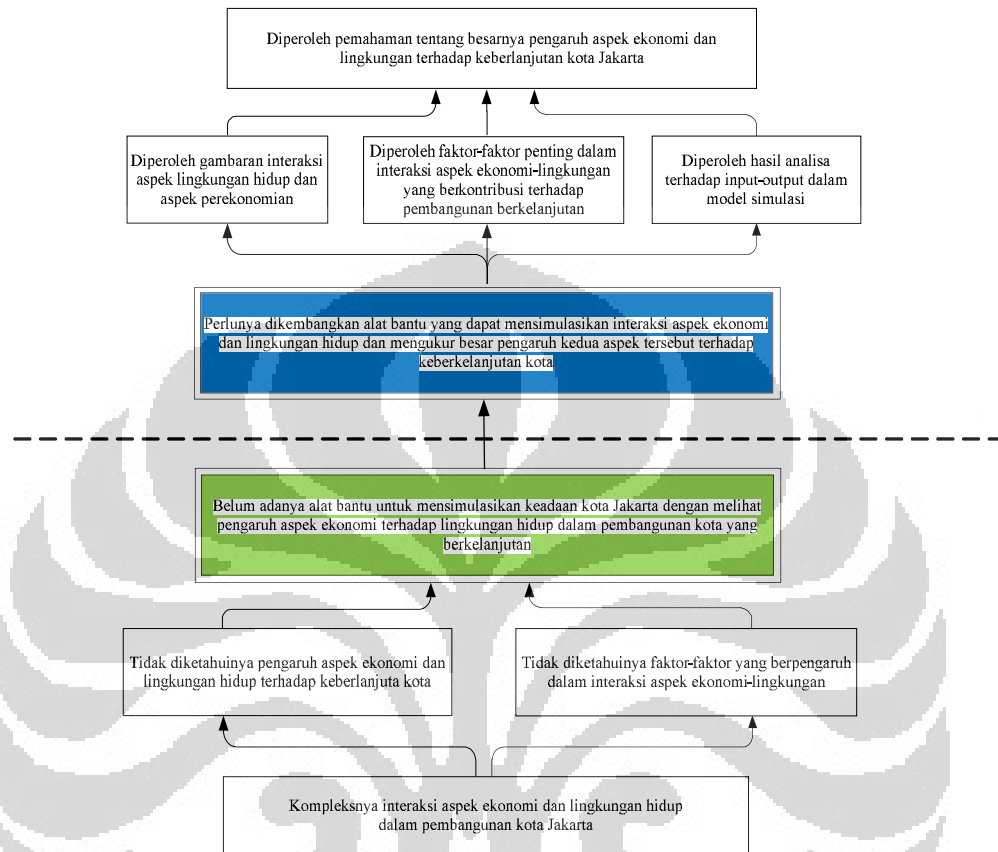 Diperoleh pemahaman tentang besarnya pengaruh aspek ekonomi dan
lingkungan terhadap keberlanjutan kota Jakarta
Diperoleh gambaran interaksi
aspek lingkungan hidup dan
aspek perekonomian
Diperoleh faktor-faktor penting dalam
interaksi aspek ekonomi-lingkungan
yang berkontribusi terhadap
pembangunan berkelanjutan
Diperoleh hasil analisa
terhadap input-output dalam
model simulasi
Perlunya dikembangkan alat bantu yang dapat mensimulasikan interaksi aspek ekonomi
dan lingkungan hidup dan mengukur besar pengaruh kedua aspek tersebut terhadap
keberkelanjutan kota
Belum adanya alat bantu untuk mensimulasikan keadaan kota Jakarta dengan melihat
pengaruh aspek ekonomi terhadap lingkungan hidup dalam pembangunan kota yang
berkelanjutan
Tidak diketahuinya pengaruh aspek ekonomi dan
lingkungan hidup terhadap keberlanjuta kota
Tidak diketahuinya faktor-faktor yang berpengaruh
dalam interaksi aspek ekonomi-lingkungan
Kompleksnya interaksi aspek ekonomi dan lingkungan hidup
dalam pembangunan kota Jakarta